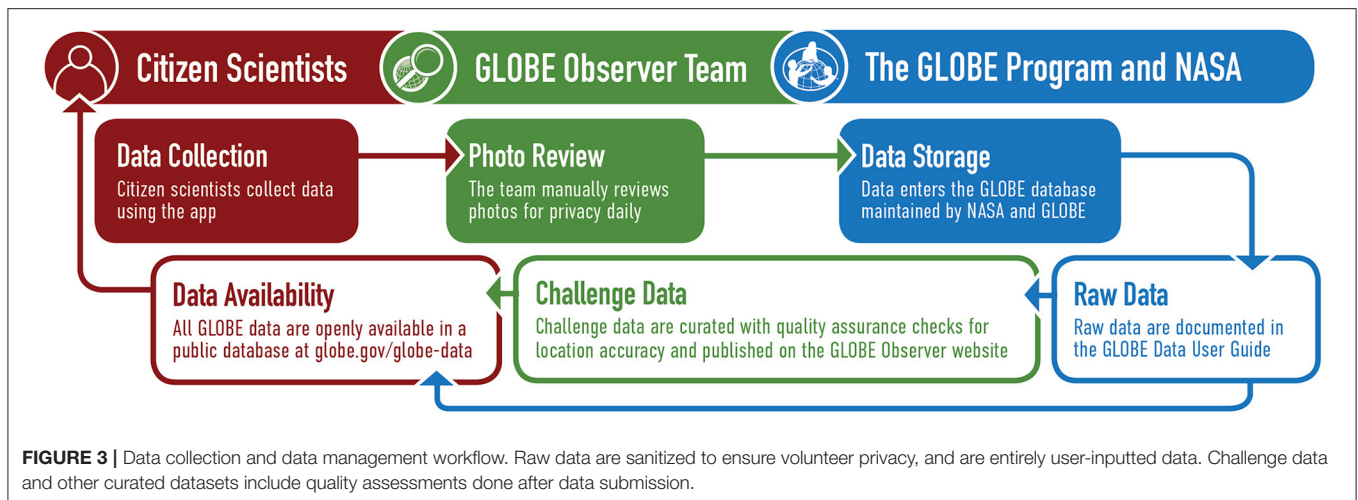 Citizen Scientists
GLOBE Observer Team
The GLOBE Program and NASA
Data Collection
Citizen scientists collect data
using the app
Photo Review
The team manually reviews
photos for privacy daily
Data Storage
Data enters the GLOBE database
maintained by NASA and GLOBE
Data Availability
All GLOBE data are openly available in a
public database at globe.gov/globe-data
Challenge Data
Challenge data are curated with quality assurance checks for
location accuracy and published on the GLOBE Observer website
Raw Data
Raw data are documented in
the GLOBE Data User Guide
FIGURE 3 | Data collection and data management workflow. Raw data are sanitized to ensure volunteer privacy, and are entirely user-inputted data. Challenge data
and other curated datasets include quality assessments done after data submission.